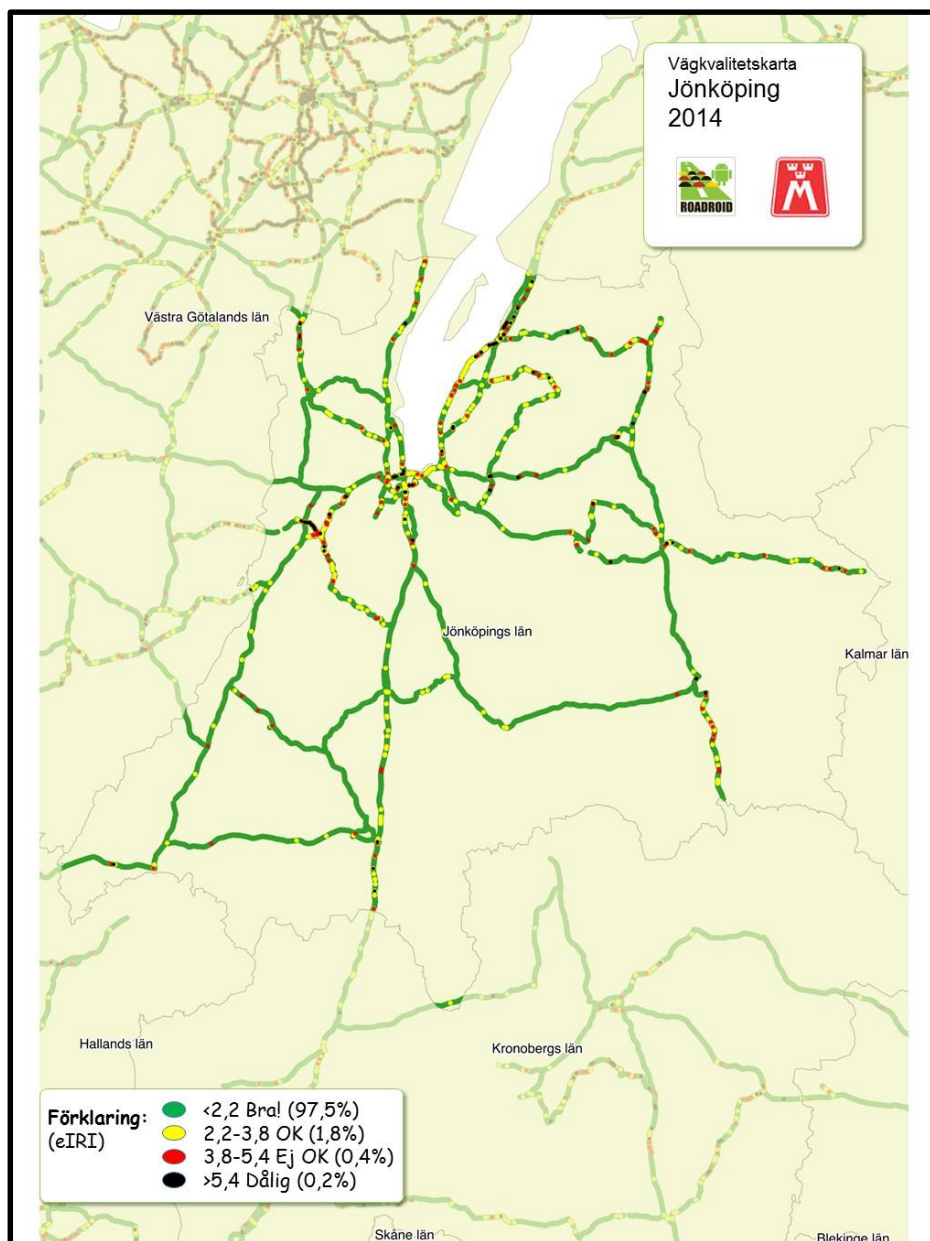 Vägkvalitetskarta
Jönköping
2014
ROADROID
M
Västra Götalands län
Jönköpings län
Kalmar län
Hallands län
Kronobergs län
Förklaring:
(eIRI)
<2,2 Bra! (97,5%)
2,2-3,8 OK (1,8%)
3,8-5,4 Ej OK (0,4%)
>5,4 Dålig (0,2%)
Skåne län
Blekinge län